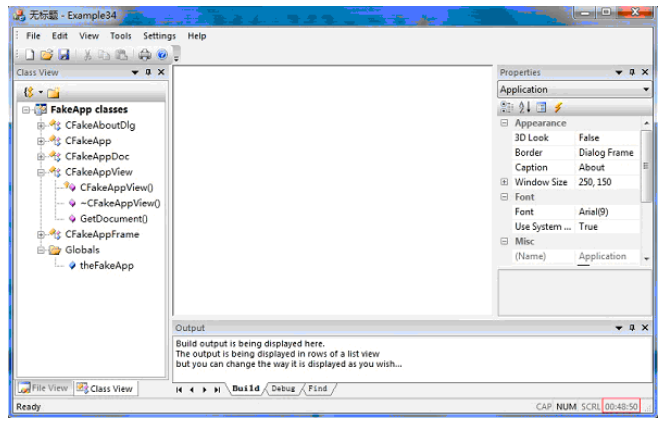 无标题 - Example34
File Edit View Tools Settings Help
Class View
FakeApp classes
CFakeAboutDlg
CFakeApp
CFakeAppDoc
CFakeAppView
CFakeAppView()
~CFakeAppView()
GetDocument()
CFakeAppFrame
Globals
theFakeApp
File View Class View
Properties
Application
Appearance
3D Look False
Border Dialog Frame
Caption About
Window Size 250, 150
Font
Font Arial(9)
Use System ... True
Misc
(Name) Application
Output
Build output is being displayed here.
The output is being displayed in rows of a list view
but you can change the way it is displayed as you wish...
Build Debug Find
Ready CAP NUM SCRL 00:48:50